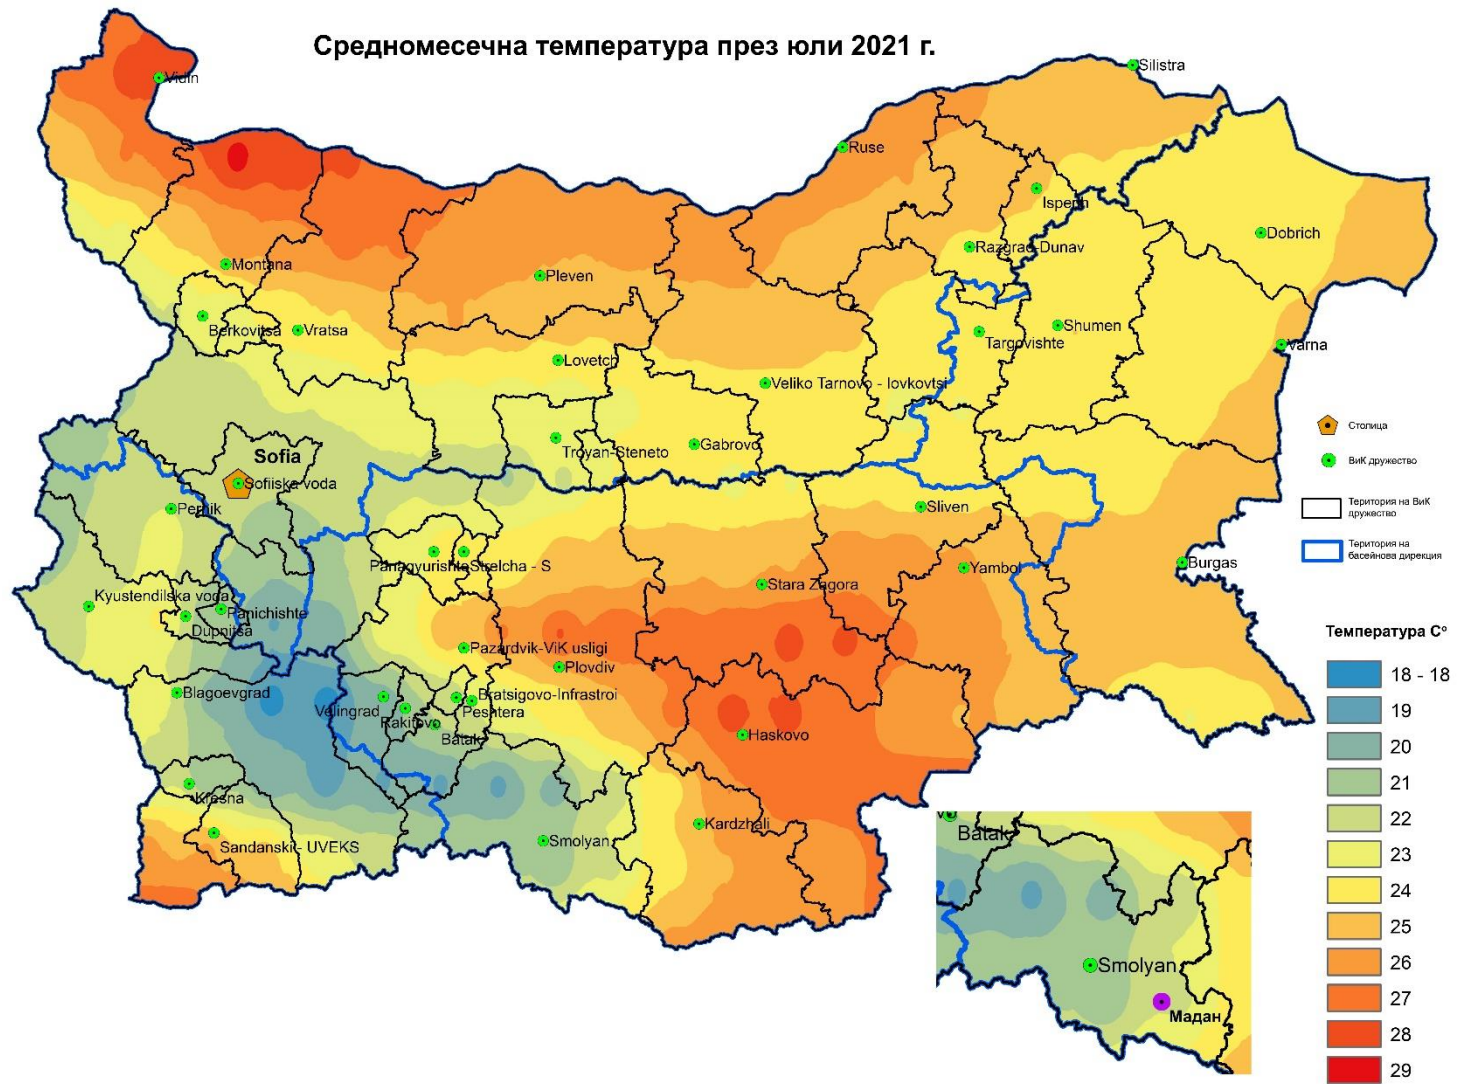 Средномесечна температура през юли 2021 г.
Vidin
Silistra
Ruse
Isperih
Dobrich
Razgrad-Dunav
Montana
Pleven
Berkovitsa
Vratsa
Shumen
Targovishte
Varna
Lovetch
Veliko Tarnovo - Iovkovtsi
Troyan-Steneto
Gabrovo
Sofia
Sofiiska voda
Pernik
Sliven
Panagyurishte
Strelcha - S
Yambol
Burgas
Stara Zagora
Kyustendilska voda
Panichishte
Dupnitsa
Pazardvik-ViK usligi
Plovdiv
Blagoevgrad
Velingrad
Bratsigovo-Infrastroi
Peshtera
Rakitovo
Batak
Haskovo
Kresna
Sandanski - UVEKS
Smolyan
Kardzhali
Столица
ВиК дружество
Територия на ВиК
дружество
Територия на
басейнова дирекция
Температура C°
18 - 18
19
20
21
22
23
24
25
26
27
28
29
Batak
Smolyan
Мадан